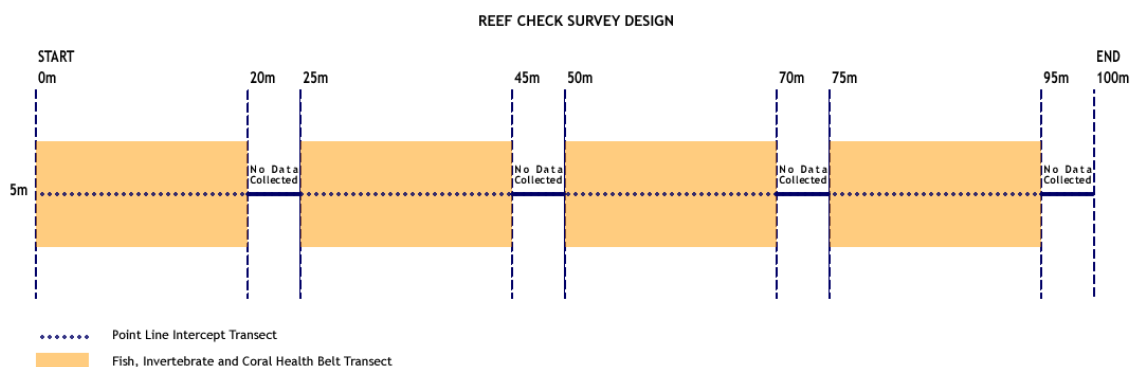 REEF CHECK SURVEY DESIGN
START
END
0m
20m
25m
45m
50m
70m
75m
95m
100m
No Data
Collected
No Data
Collected
No Data
Collected
No Data
Collected
5m
Point Line Intercept Transect
Fish, Invertebrate and Coral Health Belt Transect